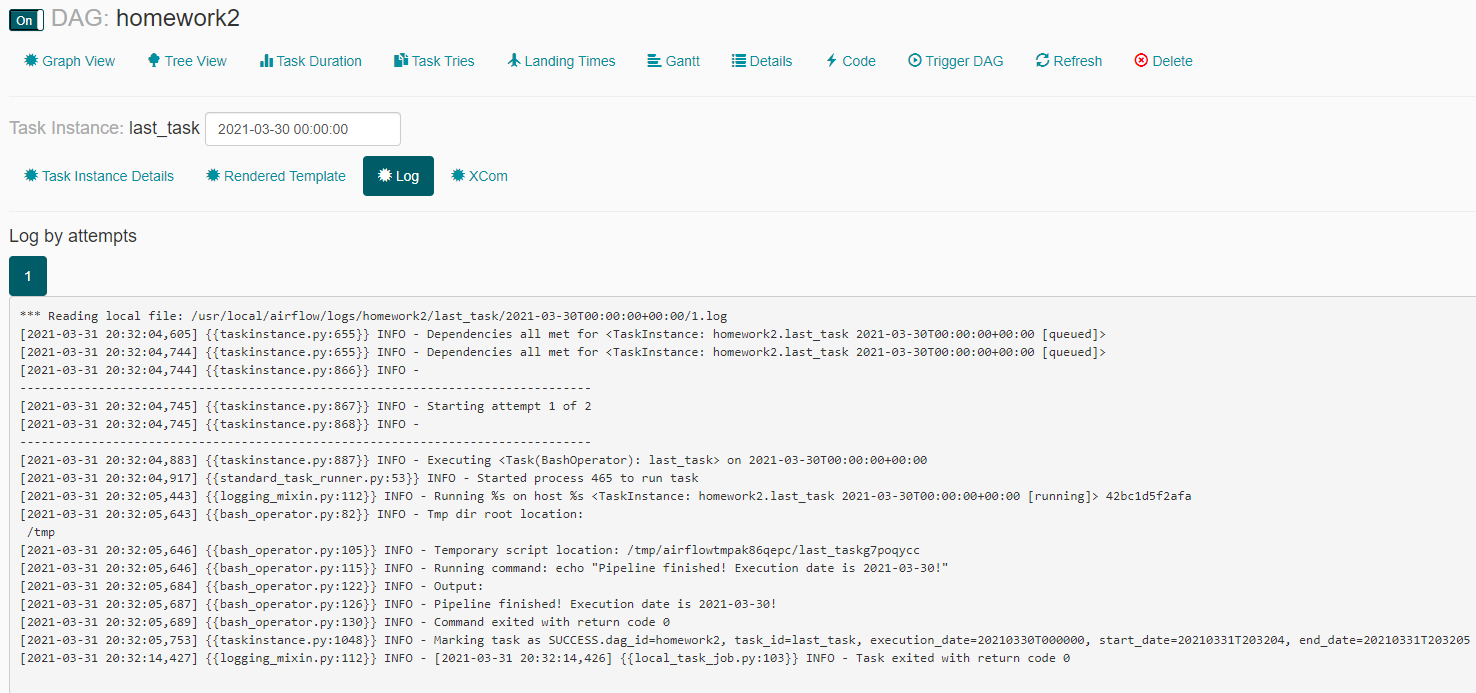 On DAG: homework2
Graph View Tree View Task Duration Task Tries Landing Times Gantt Details Code Trigger DAG Refresh Delete
Task Instance: last_task 2021-03-30 00:00:00
Task Instance Details Rendered Template Log XCom
Log by attempts
1
*** Reading local file: /usr/local/airflow/logs/homework2/last_task/2021-03-30T00:00:00+00:00/1.log
[2021-03-31 20:32:04,605] {{taskinstance.py:655}} INFO - Dependencies all met for <TaskInstance: homework2.last_task 2021-03-30T00:00:00+00:00 [queued]>
[2021-03-31 20:32:04,744] {{taskinstance.py:655}} INFO - Dependencies all met for <TaskInstance: homework2.last_task 2021-03-30T00:00:00+00:00 [queued]>
[2021-03-31 20:32:04,744] {{taskinstance.py:866}} INFO -
--------------------------------------------------------------------------------
[2021-03-31 20:32:04,745] {{taskinstance.py:867}} INFO - Starting attempt 1 of 2
[2021-03-31 20:32:04,745] {{taskinstance.py:868}} INFO -
--------------------------------------------------------------------------------
[2021-03-31 20:32:04,883] {{taskinstance.py:887}} INFO - Executing <Task(BashOperator): last_task> on 2021-03-30T00:00:00+00:00
[2021-03-31 20:32:04,917] {{standard_task_runner.py:53}} INFO - Started process 465 to run task
[2021-03-31 20:32:05,443] {{logging_mixin.py:112}} INFO - Running %s on host %s <TaskInstance: homework2.last_task 2021-03-30T00:00:00+00:00 [running]> 42bc1d5f2afa
[2021-03-31 20:32:05,643] {{bash_operator.py:82}} INFO - Tmp dir root location:
/tmp
[2021-03-31 20:32:05,646] {{bash_operator.py:105}} INFO - Temporary script location: /tmp/airflowtmpak86qepc/last_taskg7poqycc
[2021-03-31 20:32:05,646] {{bash_operator.py:115}} INFO - Running command: echo "Pipeline finished! Execution date is 2021-03-30!"
[2021-03-31 20:32:05,684] {{bash_operator.py:122}} INFO - Output:
[2021-03-31 20:32:05,687] {{bash_operator.py:126}} INFO - Pipeline finished! Execution date is 2021-03-30!
[2021-03-31 20:32:05,689] {{bash_operator.py:130}} INFO - Command exited with return code 0
[2021-03-31 20:32:05,753] {{taskinstance.py:1048}} INFO - Marking task as SUCCESS.dag_id=homework2, task_id=last_task, execution_date=20210330T000000, start_date=20210331T203204, end_date=20210331T203205
[2021-03-31 20:32:14,427] {{logging_mixin.py:112}} INFO - [2021-03-31 20:32:14,426] {{local_task_job.py:103}} INFO - Task exited with return code 0